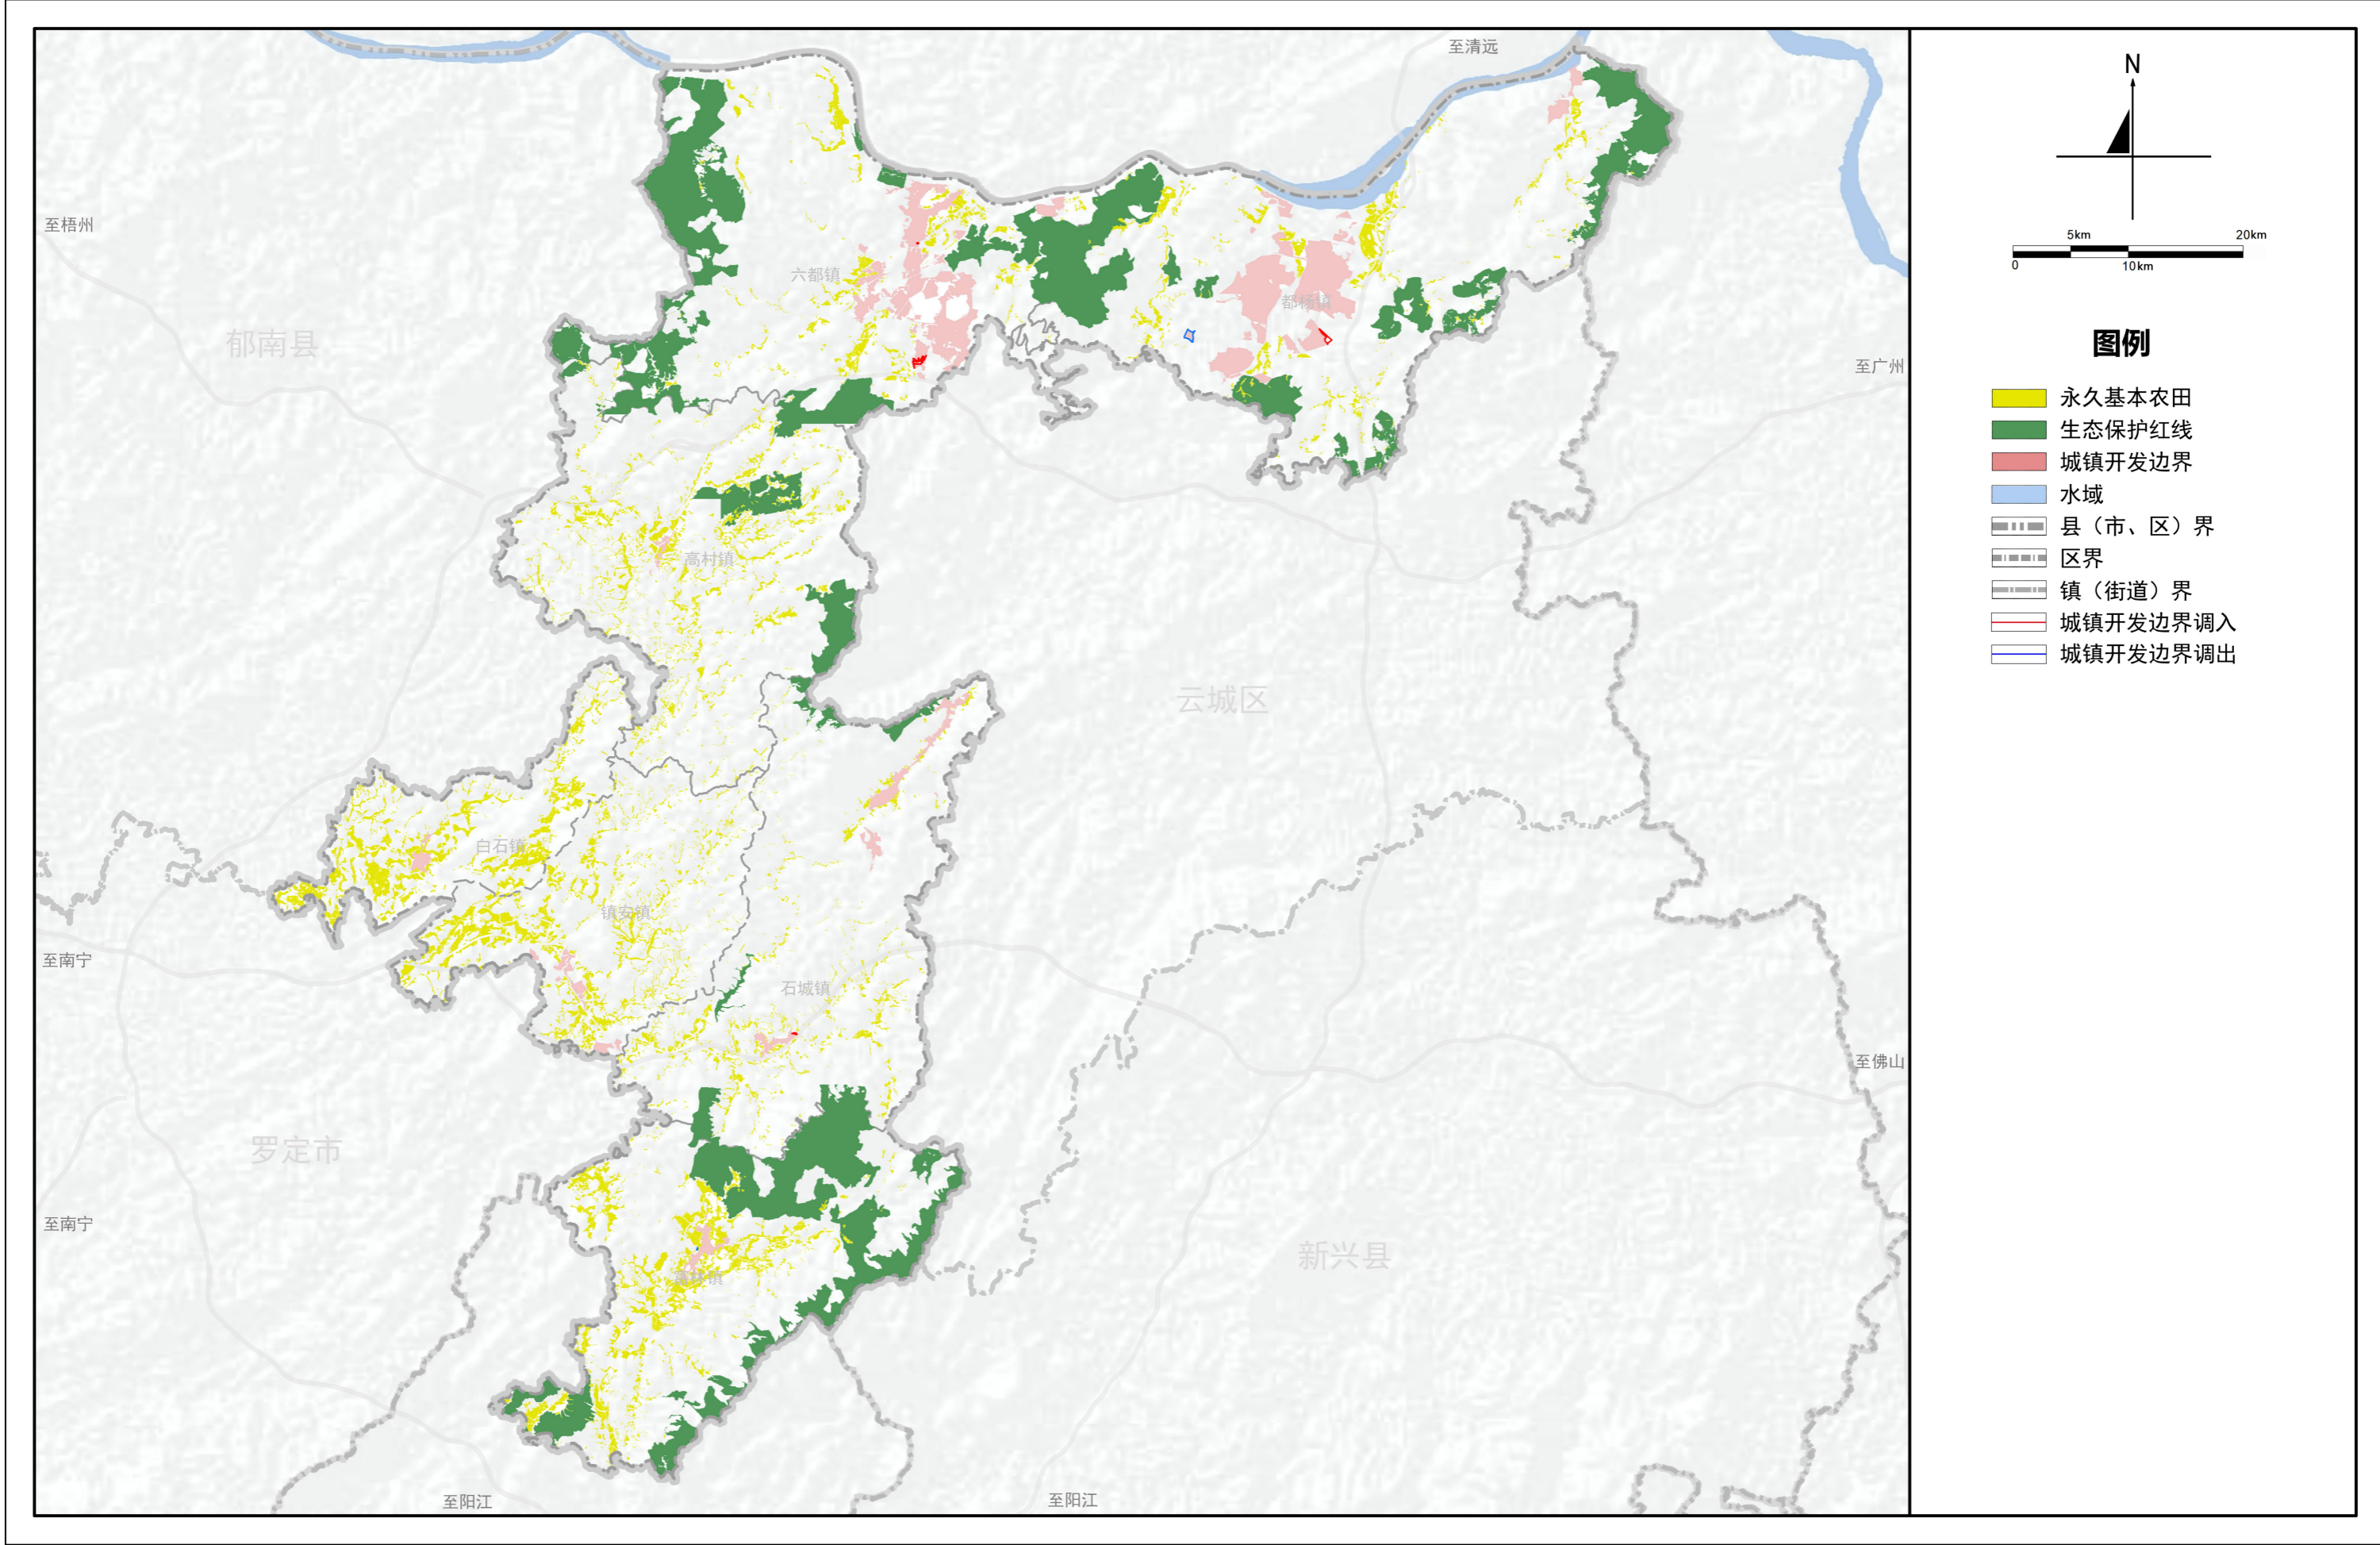 至清远
N
至梧州
5km
20km
0
10km
六都镇
都杨镇
图例
郁南县
至广州
永久基本农田
生态保护红线
城镇开发边界
水域
县（市、区）界
区界
镇（街道）界
城镇开发边界调入
城镇开发边界调出
高村镇
云城区
白石镇
镇安镇
至南宁
石城镇
至佛山
罗定市
至南宁
新兴县
富林镇
至阳江
至阳江